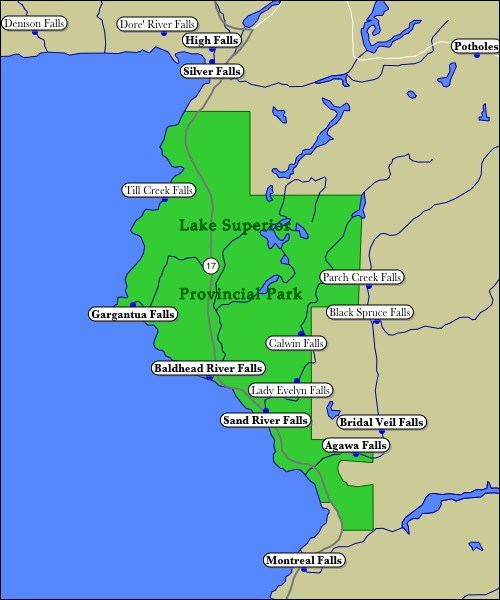 Denison Falls
Dore' River Falls
High Falls
Potholes
Silver Falls
Till Creek Falls
Lake Superior
17
Parch Creek Falls
Provincial Park
Gargantua Falls
Black Spruce Falls
Calwin Falls
Baldhead River Falls
Lady Evelyn Falls
Sand River Falls
Bridal Veil Falls
Agawa Falls
Montreal Falls